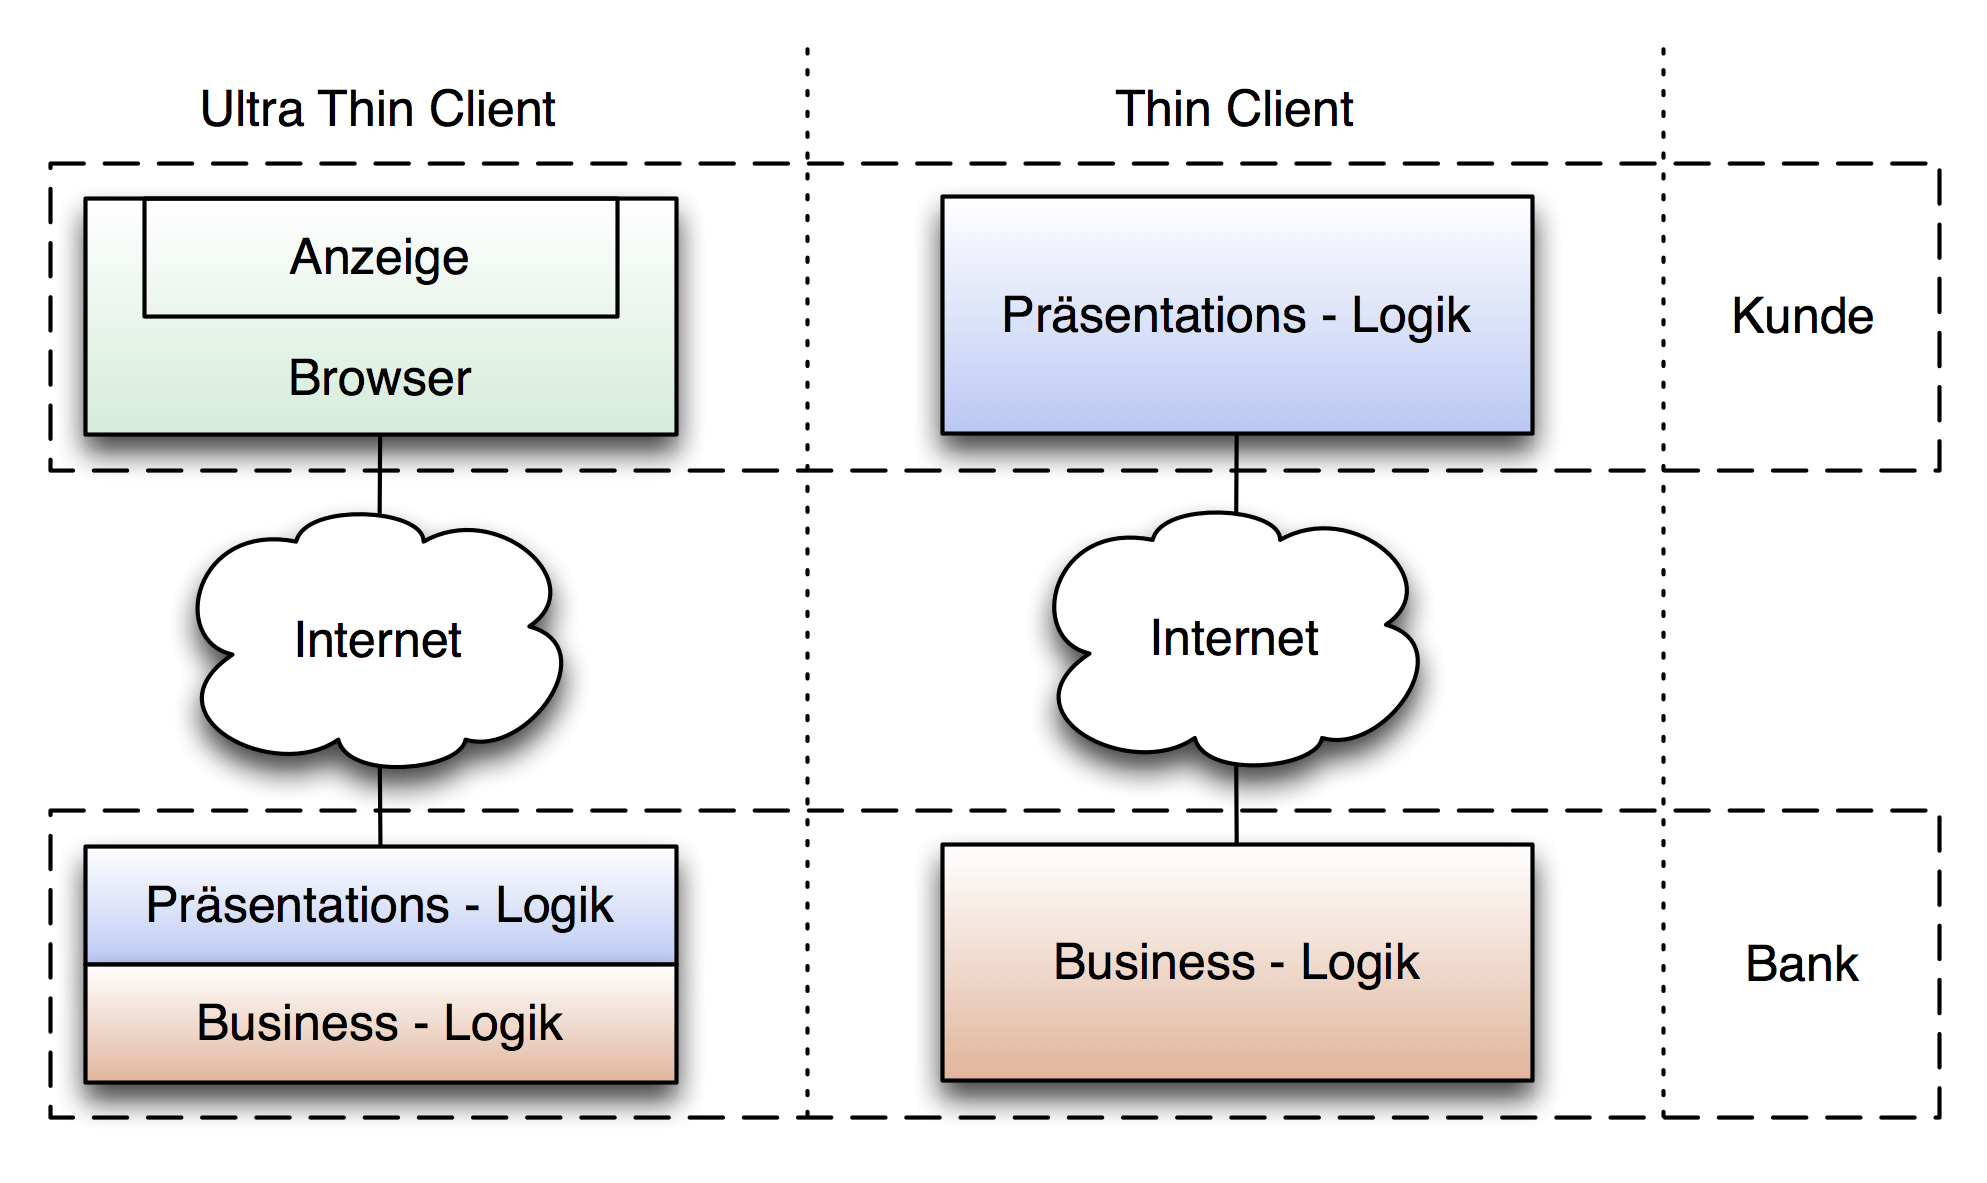 Ultra Thin Client
Thin Client
Anzeige
Browser
Präsentations - Logik
Kunde
Internet
Internet
Präsentations - Logik
Business - Logik
Business - Logik
Bank